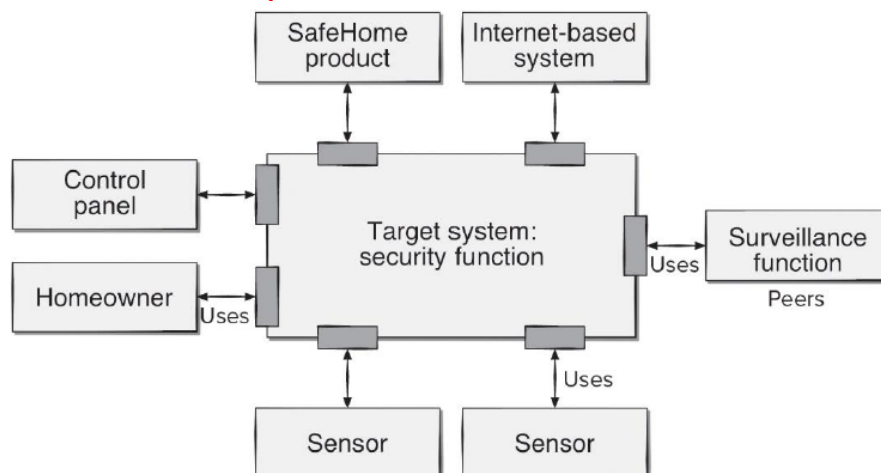 SafeHome
product
Internet-based
system
Control
panel
Target system:
security function
Surveillance
function
Uses
Peers
Homeowner
Uses
Uses
Sensor
Sensor